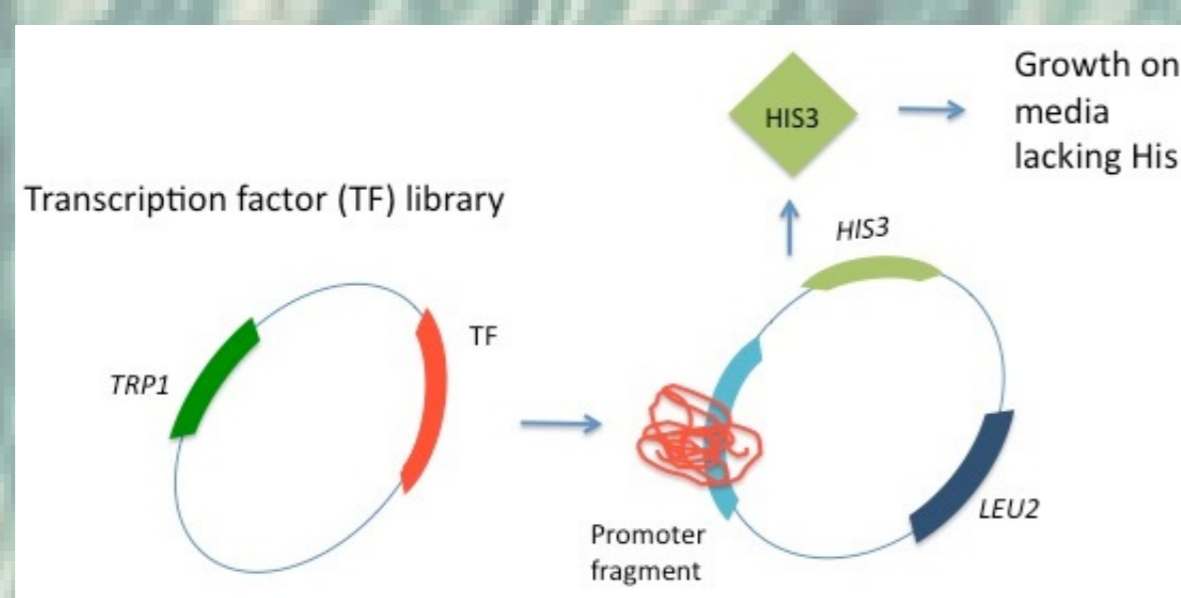 Growth on
media
lacking His
HIS3
Transcription factor (TF) library
HIS3
TF
TRP1
LEU2
Promoter
fragment